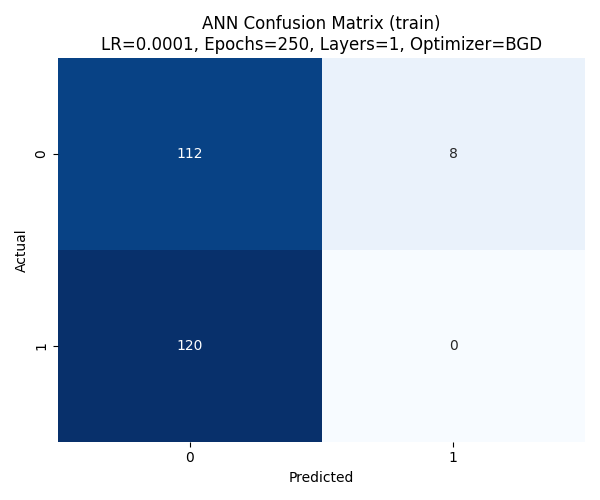 ANN Confusion Matrix (train)
LR=0.0001, Epochs=250, Layers=1, Optimizer=BGD
0
112
8
Actual
1
120
0
0
1
Predicted